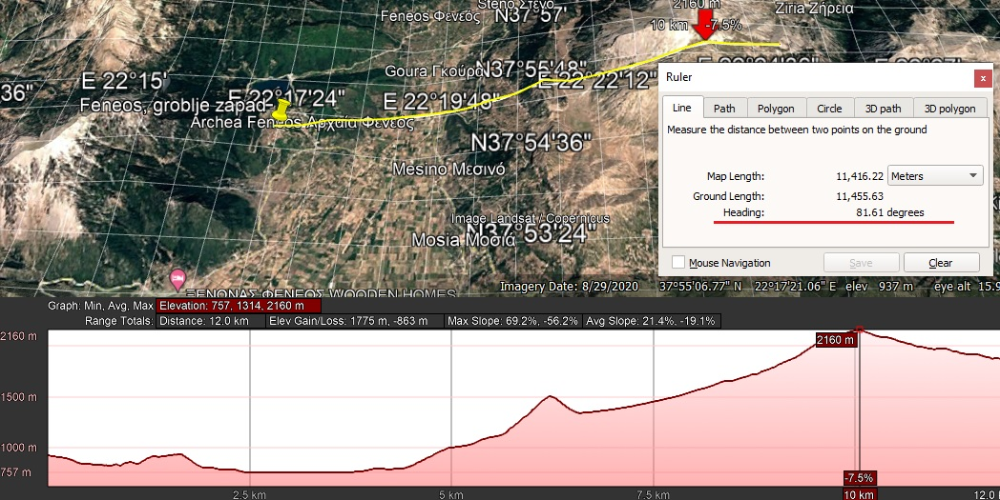 Steno Στενό
2160 m
Ziria Ζήρεια
Feneos Φενεός
N37°57'
10 km -7.5%
Goura Γκούρα
N37°55'48"
E 22°15'
E 22°17'24"
E 22°19'48"
E 22°22'12"
36"
Feneos, groblje zapad
Archea Feneos Αρχαία Φενεός
N37°54'36"
Mesino Μεσινό
Image Landsat / Copernicus
Mosia Μοσιά
N37°53'24"
ΞΕΝΩΝΑΣ ΦΕΝΕΟΣ WOODEN HOMES
Imagery Date: 8/29/2020 37°55'06.77" N 22°17'21.06" E elev 937 m eye alt 15.9
Ruler
x
Line Path Polygon Circle 3D path 3D polygon
Measure the distance between two points on the ground
Map Length: 11,416.22 Meters
Ground Length: 11,455.63
Heading: 81.61 degrees
Mouse Navigation Save Clear
Graph: Min, Avg, Max Elevation: 757, 1314, 2160 m
Range Totals: Distance: 12.0 km Elev Gain/Loss: 1775 m, -863 m Max Slope: 69.2%, -56.2% Avg Slope: 21.4%, -19.1%
2160 m
2160 m
1500 m
1000 m
757 m
-7.5%
2.5 km 5 km 7.5 km 10 km 12.0